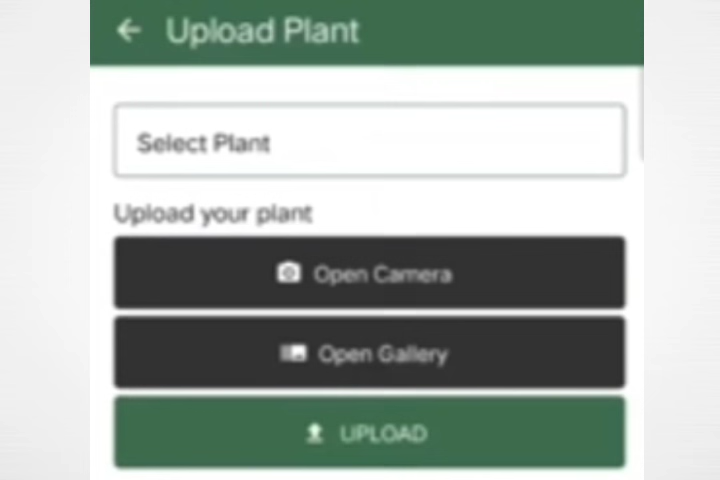 Upload Plant
Select Plant
Upload your plant
Open Camera
Open Gallery
UPLOAD